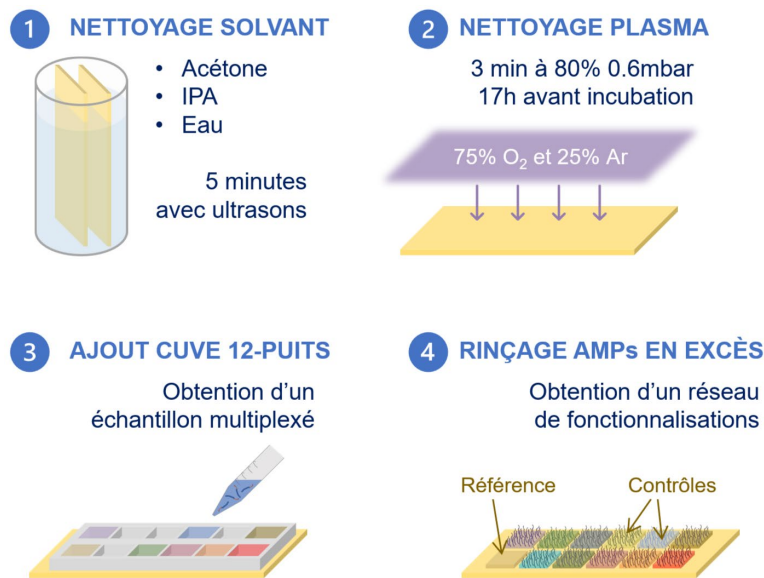 1 NETTOYAGE SOLVANT
• Acétone
• IPA
• Eau
5 minutes
avec ultrasons
2 NETTOYAGE PLASMA
3 min à 80% 0.6mbar
17h avant incubation
75% O₂ et 25% Ar
3 AJOUT CUVE 12-PUITS
Obtention d’un
échantillon multiplexé
4 RINÇAGE AMPs EN EXCÈS
Obtention d’un réseau
de fonctionnalisations
Référence
Contrôles